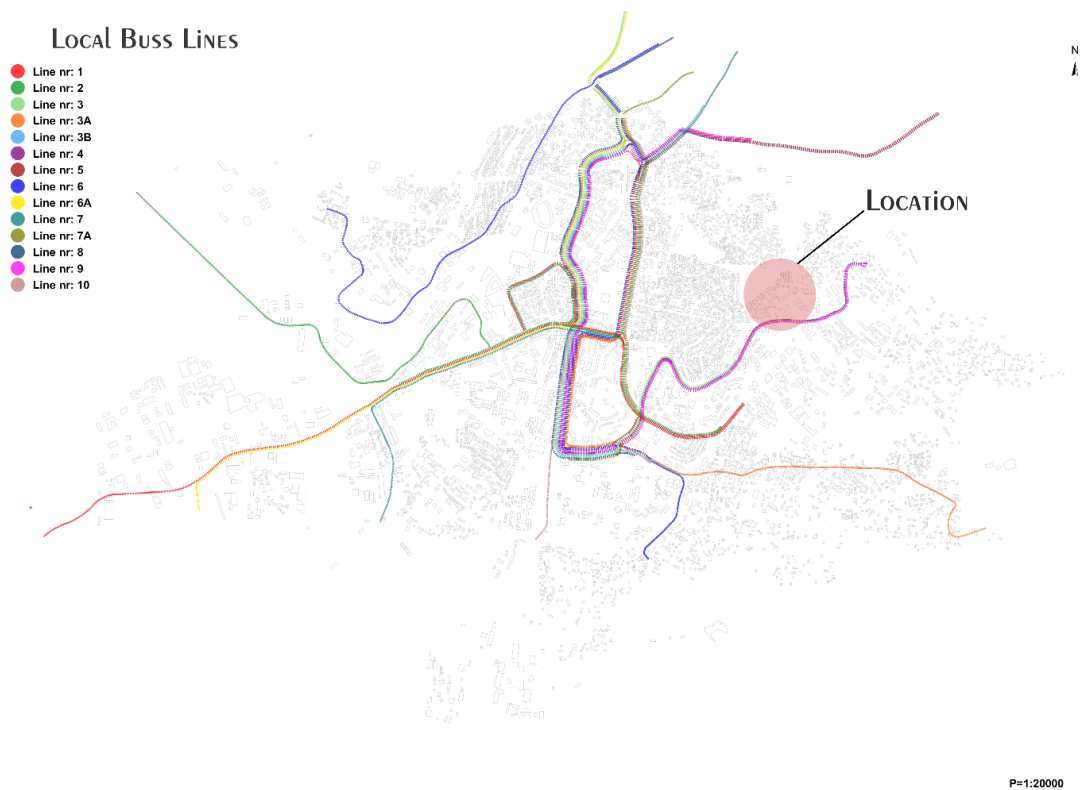 Local Buss Lines
Line nr: 1
Line nr: 2
Line nr: 3
Line nr: 3A
Line nr: 3B
Line nr: 4
Line nr: 5
Line nr: 6
Line nr: 6A
Line nr: 7
Line nr: 7A
Line nr: 8
Line nr: 9
Line nr: 10
Location
N
P=1:20000